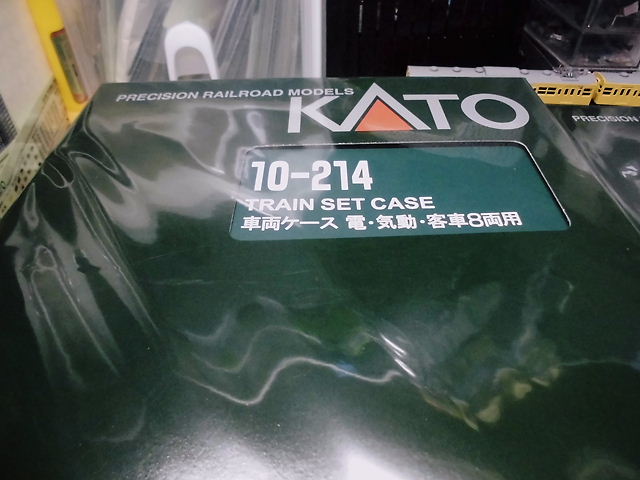 PRECISION RAILROAD MODELS
KATO
10-214
TRAIN SET CASE
車両ケース 電・気動・客車8両用
PRECISION